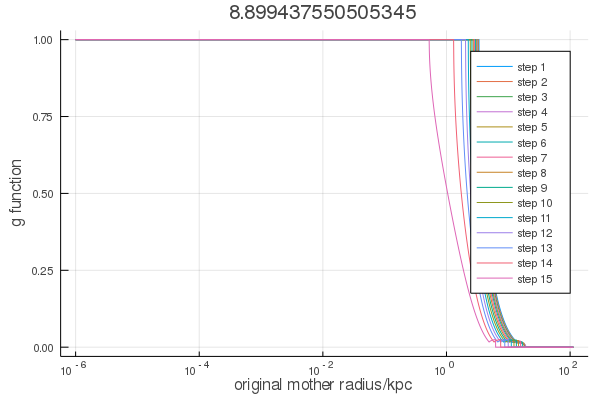 8.899437550505345
1.00
0.75
0.50
0.25
0.00
g function
step 1
step 2
step 3
step 4
step 5
step 6
step 7
step 8
step 9
step 10
step 11
step 12
step 13
step 14
step 15
10^-6 10^-4 10^-2 10^0 10^2
original mother radius/kpc